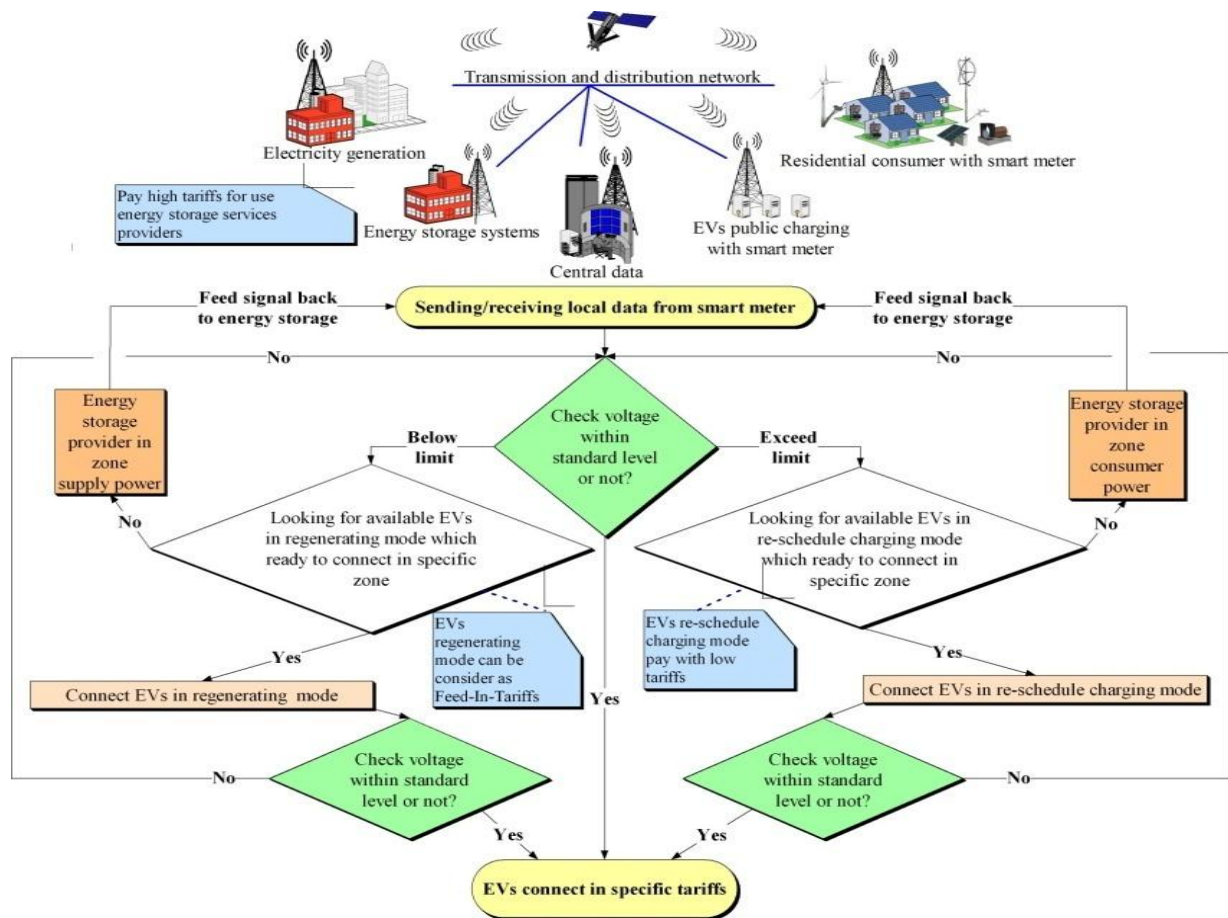 Transmission and distribution network
Electricity generation
Residential consumer with smart meter
Pay high tariffs for use
energy storage services
providers
Energy storage systems
EVs public charging
with smart meter
Central data
Feed signal back
to energy storage
Sending/receiving local data from smart meter
Feed signal back
to energy storage
No
No
Energy
storage
provider in
zone
supply power
Check voltage
within
standard level
or not?
Energy storage
provider in
zone
consumer
power
Below
limit
Exceed
limit
No
Looking for available EVs
in regenerating mode which
ready to connect in specific
zone
Looking for available EVs in
re-schedule charging mode
which ready to connect in
specific zone
No
EVs
regenerating
mode can be
consider as
Feed-In-Tariffs
EVs re-schedule
charging mode
pay with low
tariffs
Yes
Yes
Yes
Connect EVs in regenerating mode
Connect EVs in re-schedule charging mode
No
Check voltage
within standard
level or not?
Check voltage
within standard
level or not?
No
Yes
Yes
EVs connect in specific tariffs